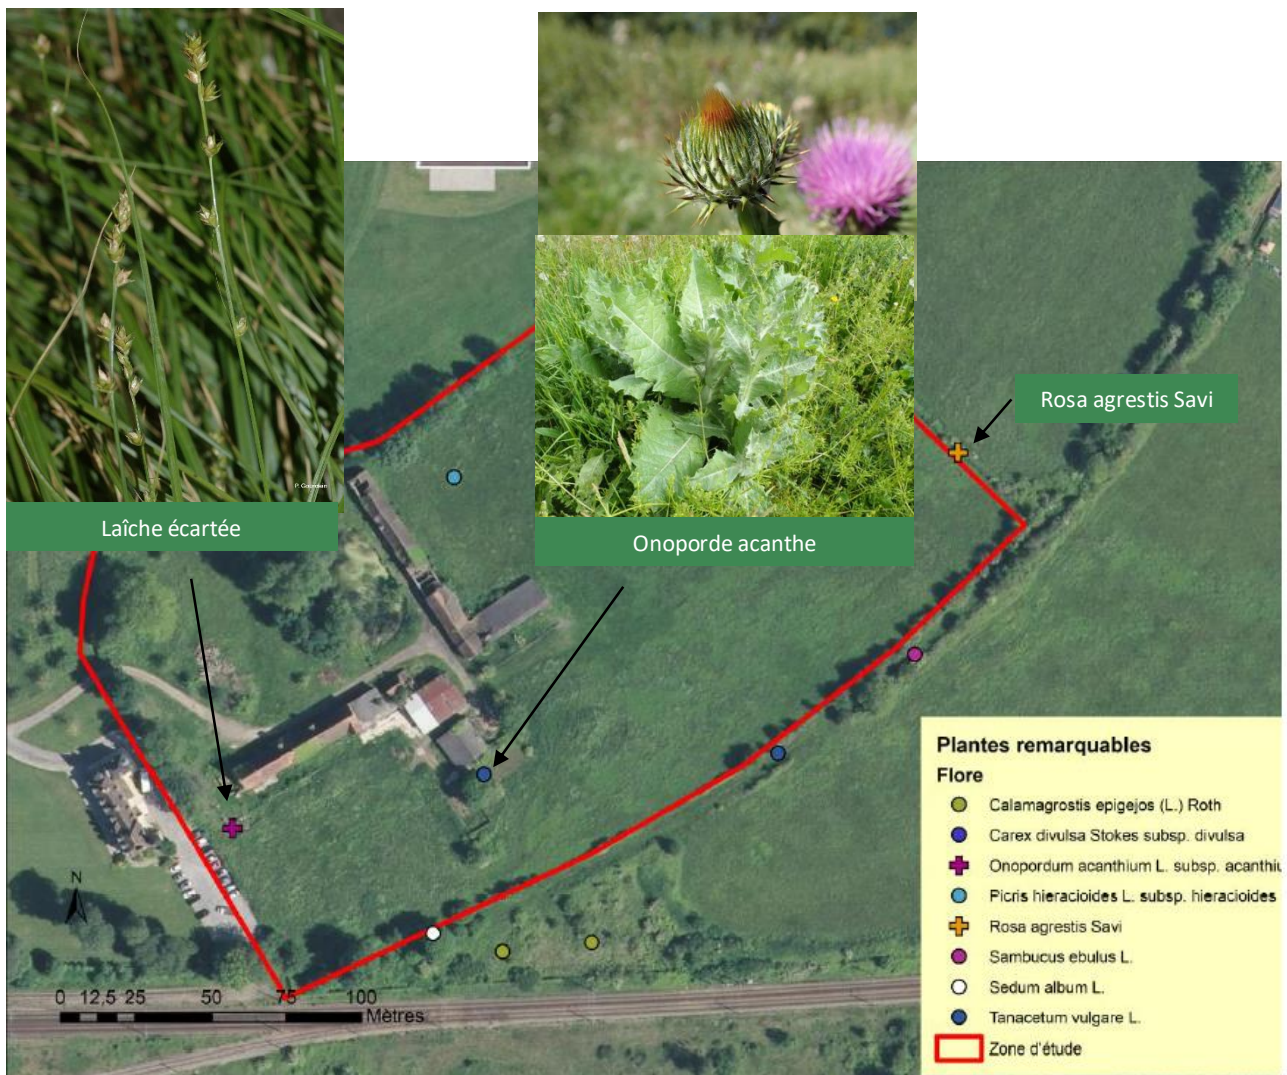 P. Gourdain
Laîche écartée
Onoporde acanthe
Rosa agrestis Savi
N
0 12,5 25 50 75 100
Mètres
Plantes remarquables
Flore
Calamagrostis epigejos (L.) Roth
Carex divulsa Stokes subsp. divulsa
Onopordum acanthium L. subsp. acanthiu
Picris hieracioides L. subsp. hieracioides
Rosa agrestis Savi
Sambucus ebulus L.
Sedum album L.
Tanacetum vulgare L.
Zone d'étude